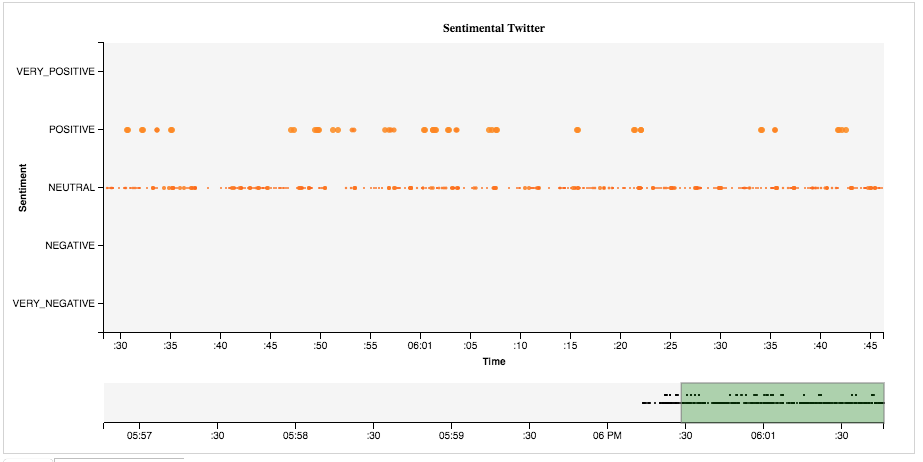 Sentimental Twitter
VERY_POSITIVE
POSITIVE
NEUTRAL
NEGATIVE
VERY_NEGATIVE
Sentiment
:30 :35 :40 :45 :50 :55 06:01 :05 :10 :15 :20 :25 :30 :35 :40 :45
Time
05:57 :30 05:58 :30 05:59 :30 06 PM :30 06:01 :30